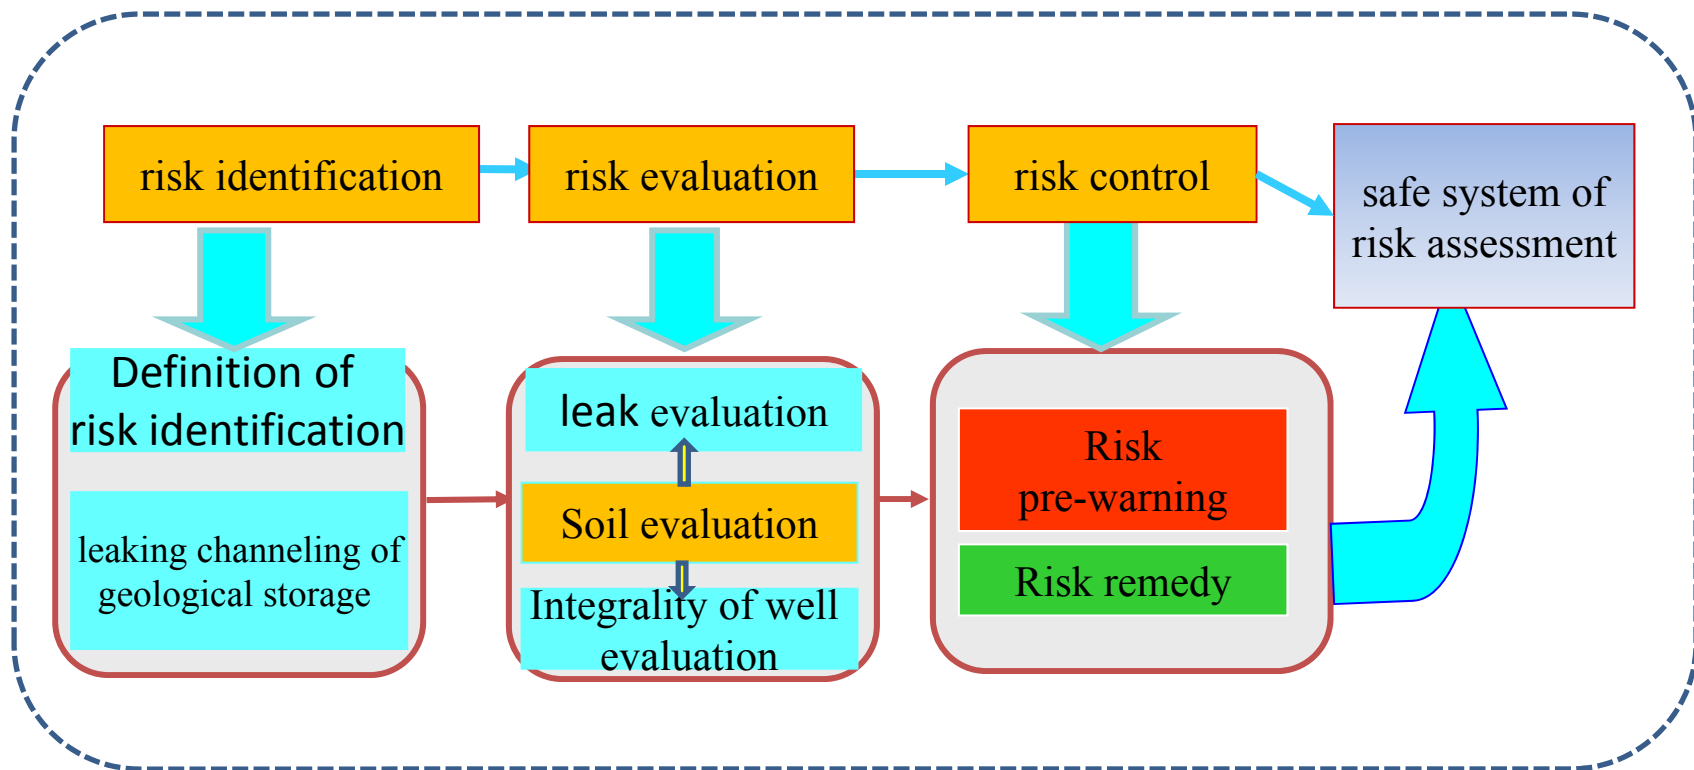 risk identification
risk evaluation
risk control
safe system of
risk assessment
Definition of
risk identification
leaking channeling of
geological storage
leak evaluation
Soil evaluation
Integrality of well
evaluation
Risk
pre-warning
Risk remedy